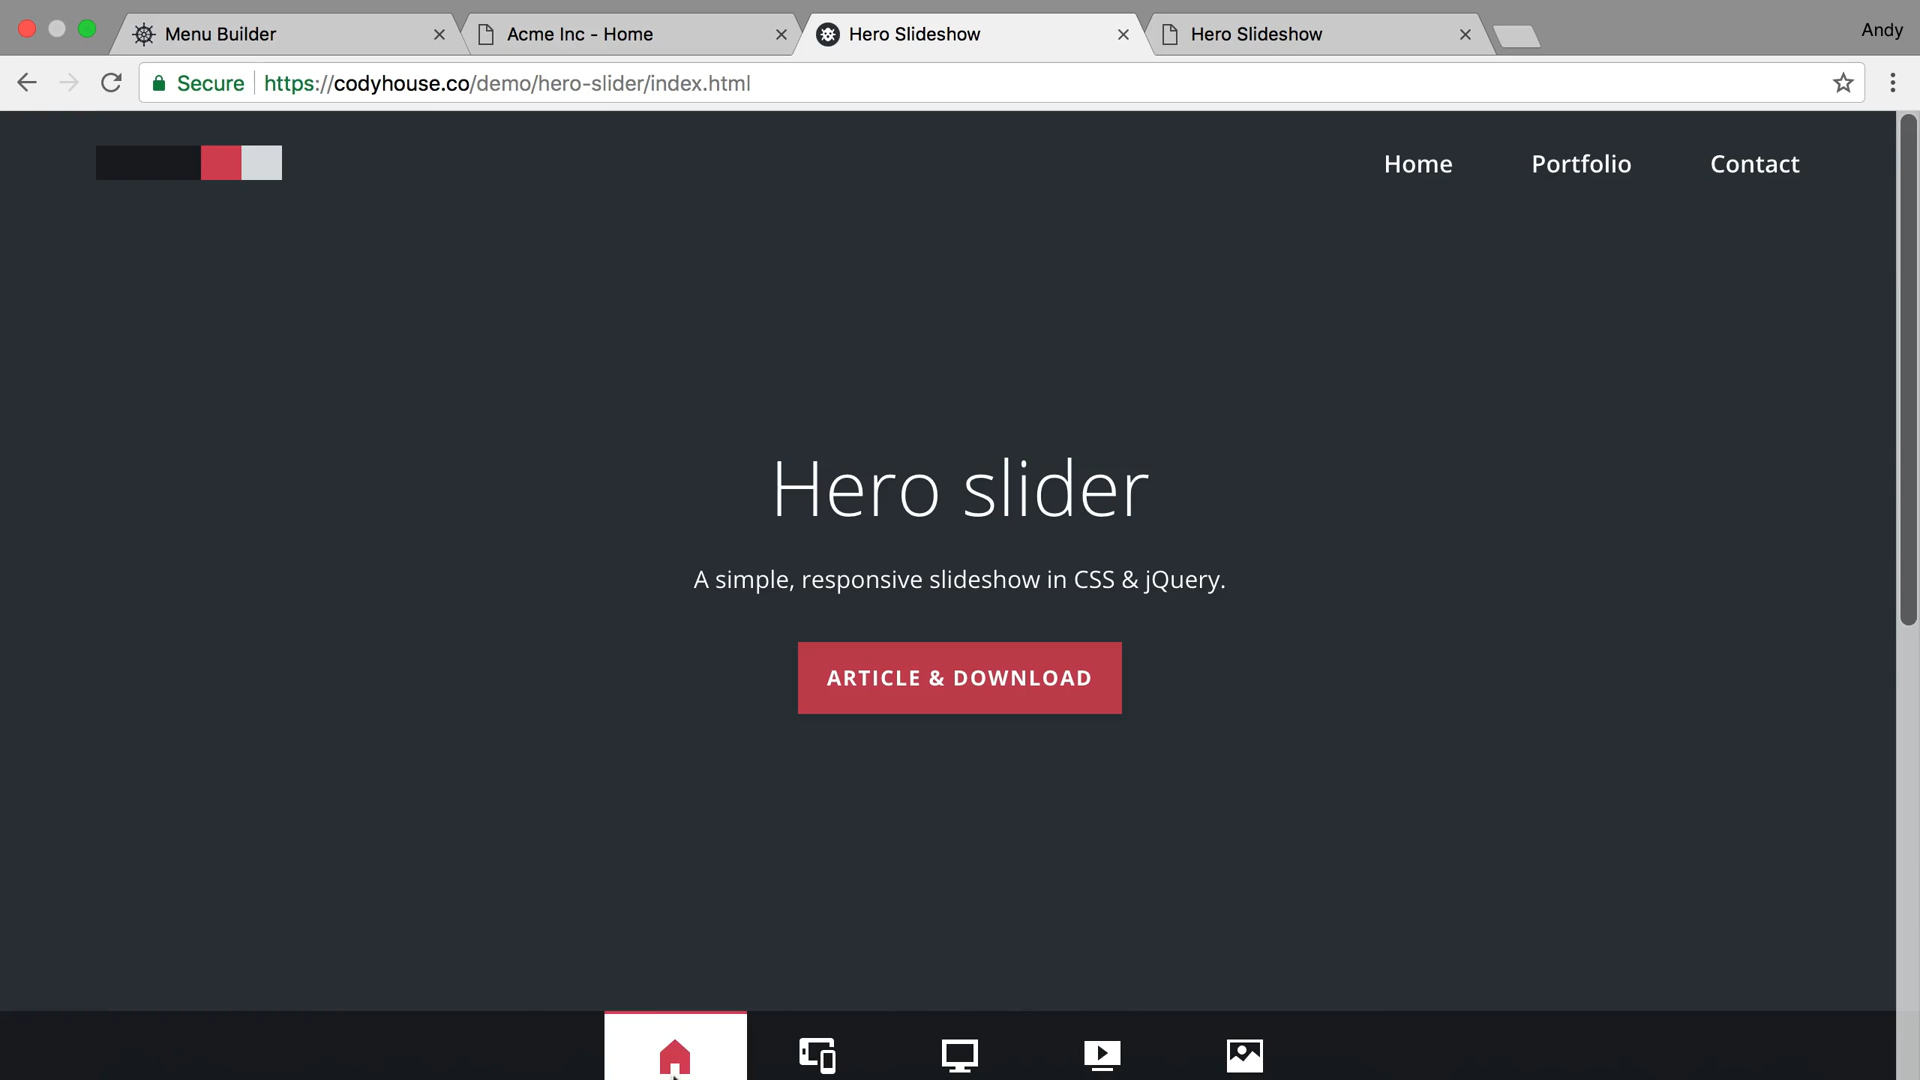 Menu Builder
Acme Inc - Home
Hero Slideshow
Hero Slideshow
Andy
Secure
https://codyhouse.co/demo/hero-slider/index.html
Home
Portfolio
Contact
Hero slider
A simple, responsive slideshow in CSS & jQuery.
ARTICLE & DOWNLOAD